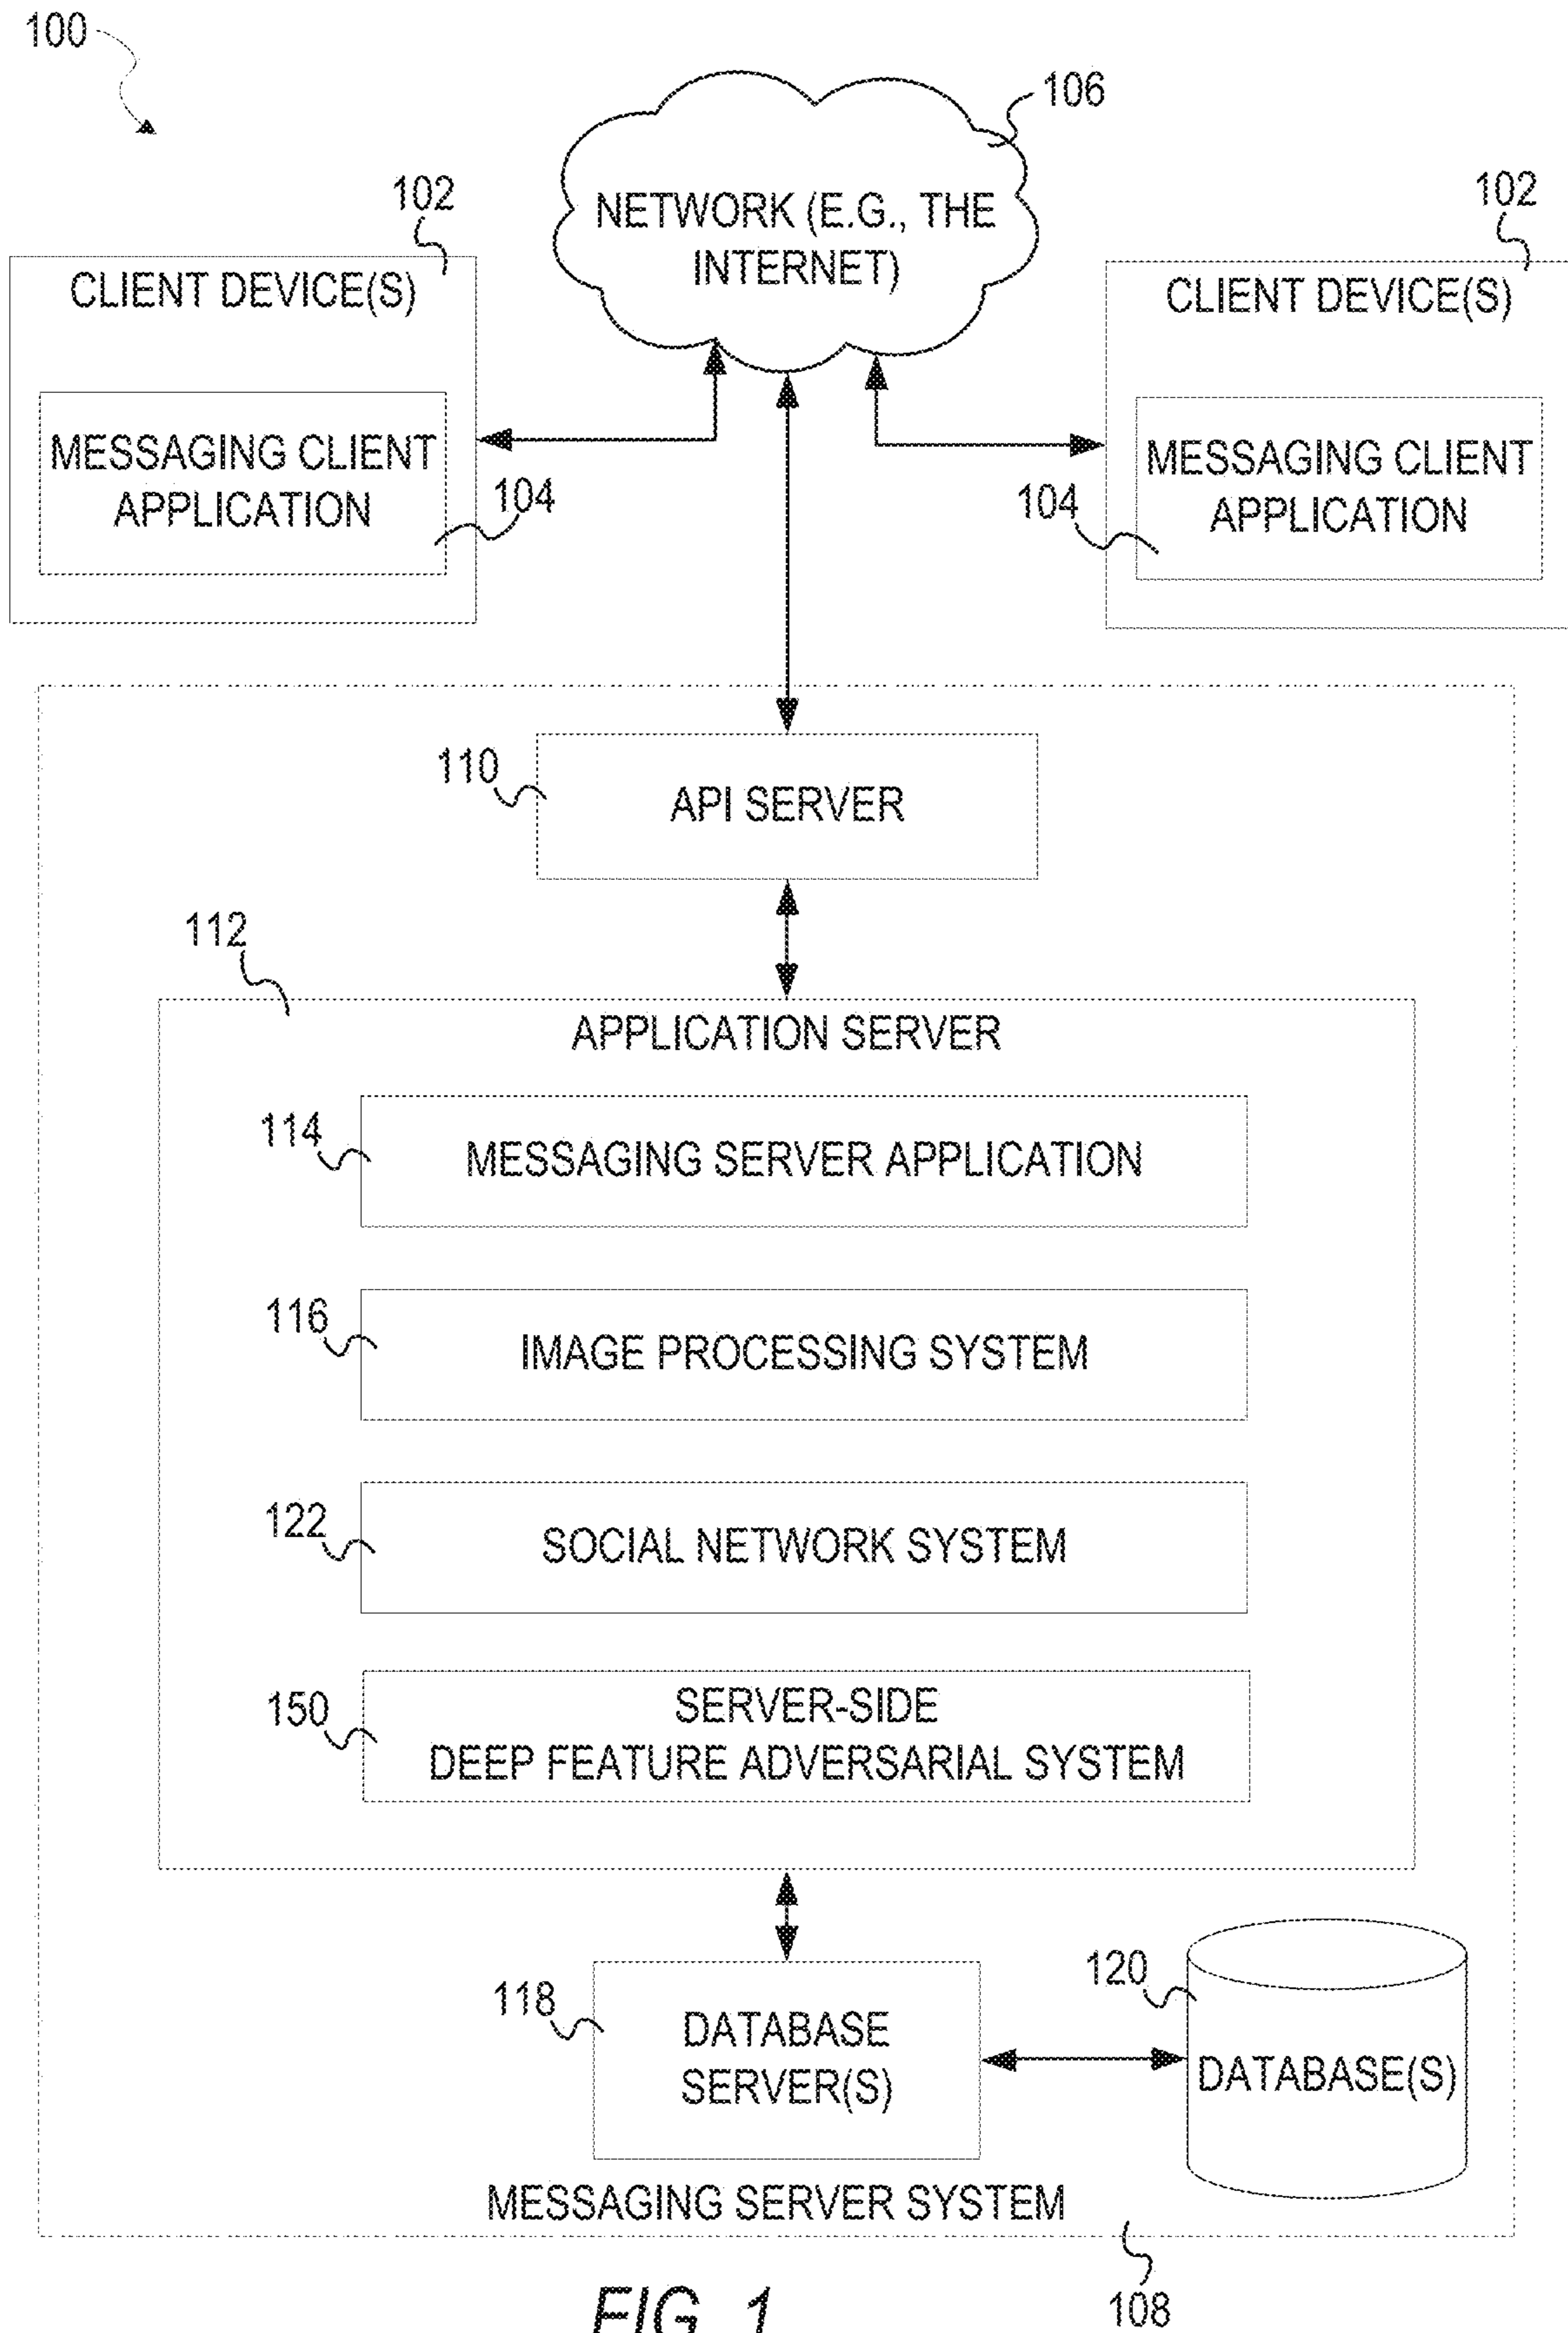 100
106
NETWORK (E.G., THE
INTERNET)
102
CLIENT DEVICE(S)
MESSAGING CLIENT
APPLICATION
104
102
CLIENT DEVICE(S)
MESSAGING CLIENT
APPLICATION
104
110
API SERVER
112
APPLICATION SERVER
114
MESSAGING SERVER APPLICATION
116
IMAGE PROCESSING SYSTEM
122
SOCIAL NETWORK SYSTEM
150
SERVER-SIDE
DEEP FEATURE ADVERSARIAL SYSTEM
118
DATABASE
SERVER(S)
120
DATABASE(S)
MESSAGING SERVER SYSTEM
108
FIG. 1